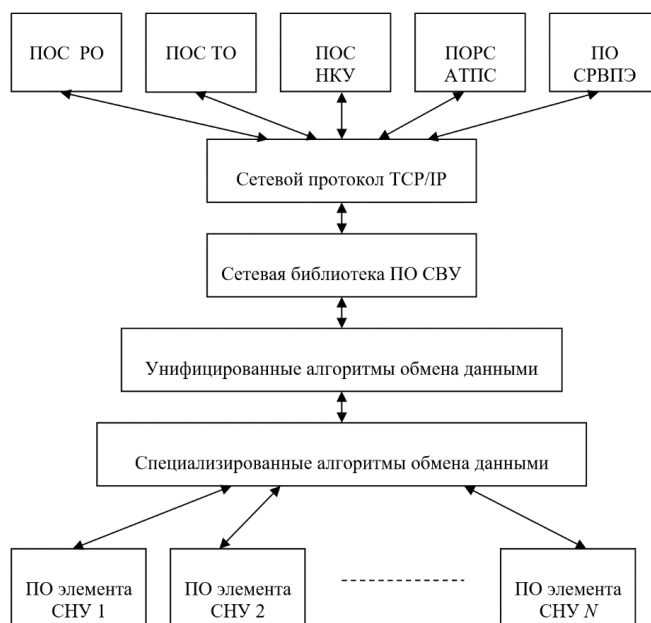 ПОС РО
ПОС ТО
ПОС
НКУ
ПОРС
АТПС
ПО
СРВПЭ
Сетевой протокол TCP/IP
Сетевая библиотека ПО СВУ
Унифицированные алгоритмы обмена данными
Специализированные алгоритмы обмена данными
ПО элемента
СНУ 1
ПО элемента
СНУ 2
ПО элемента
СНУ N